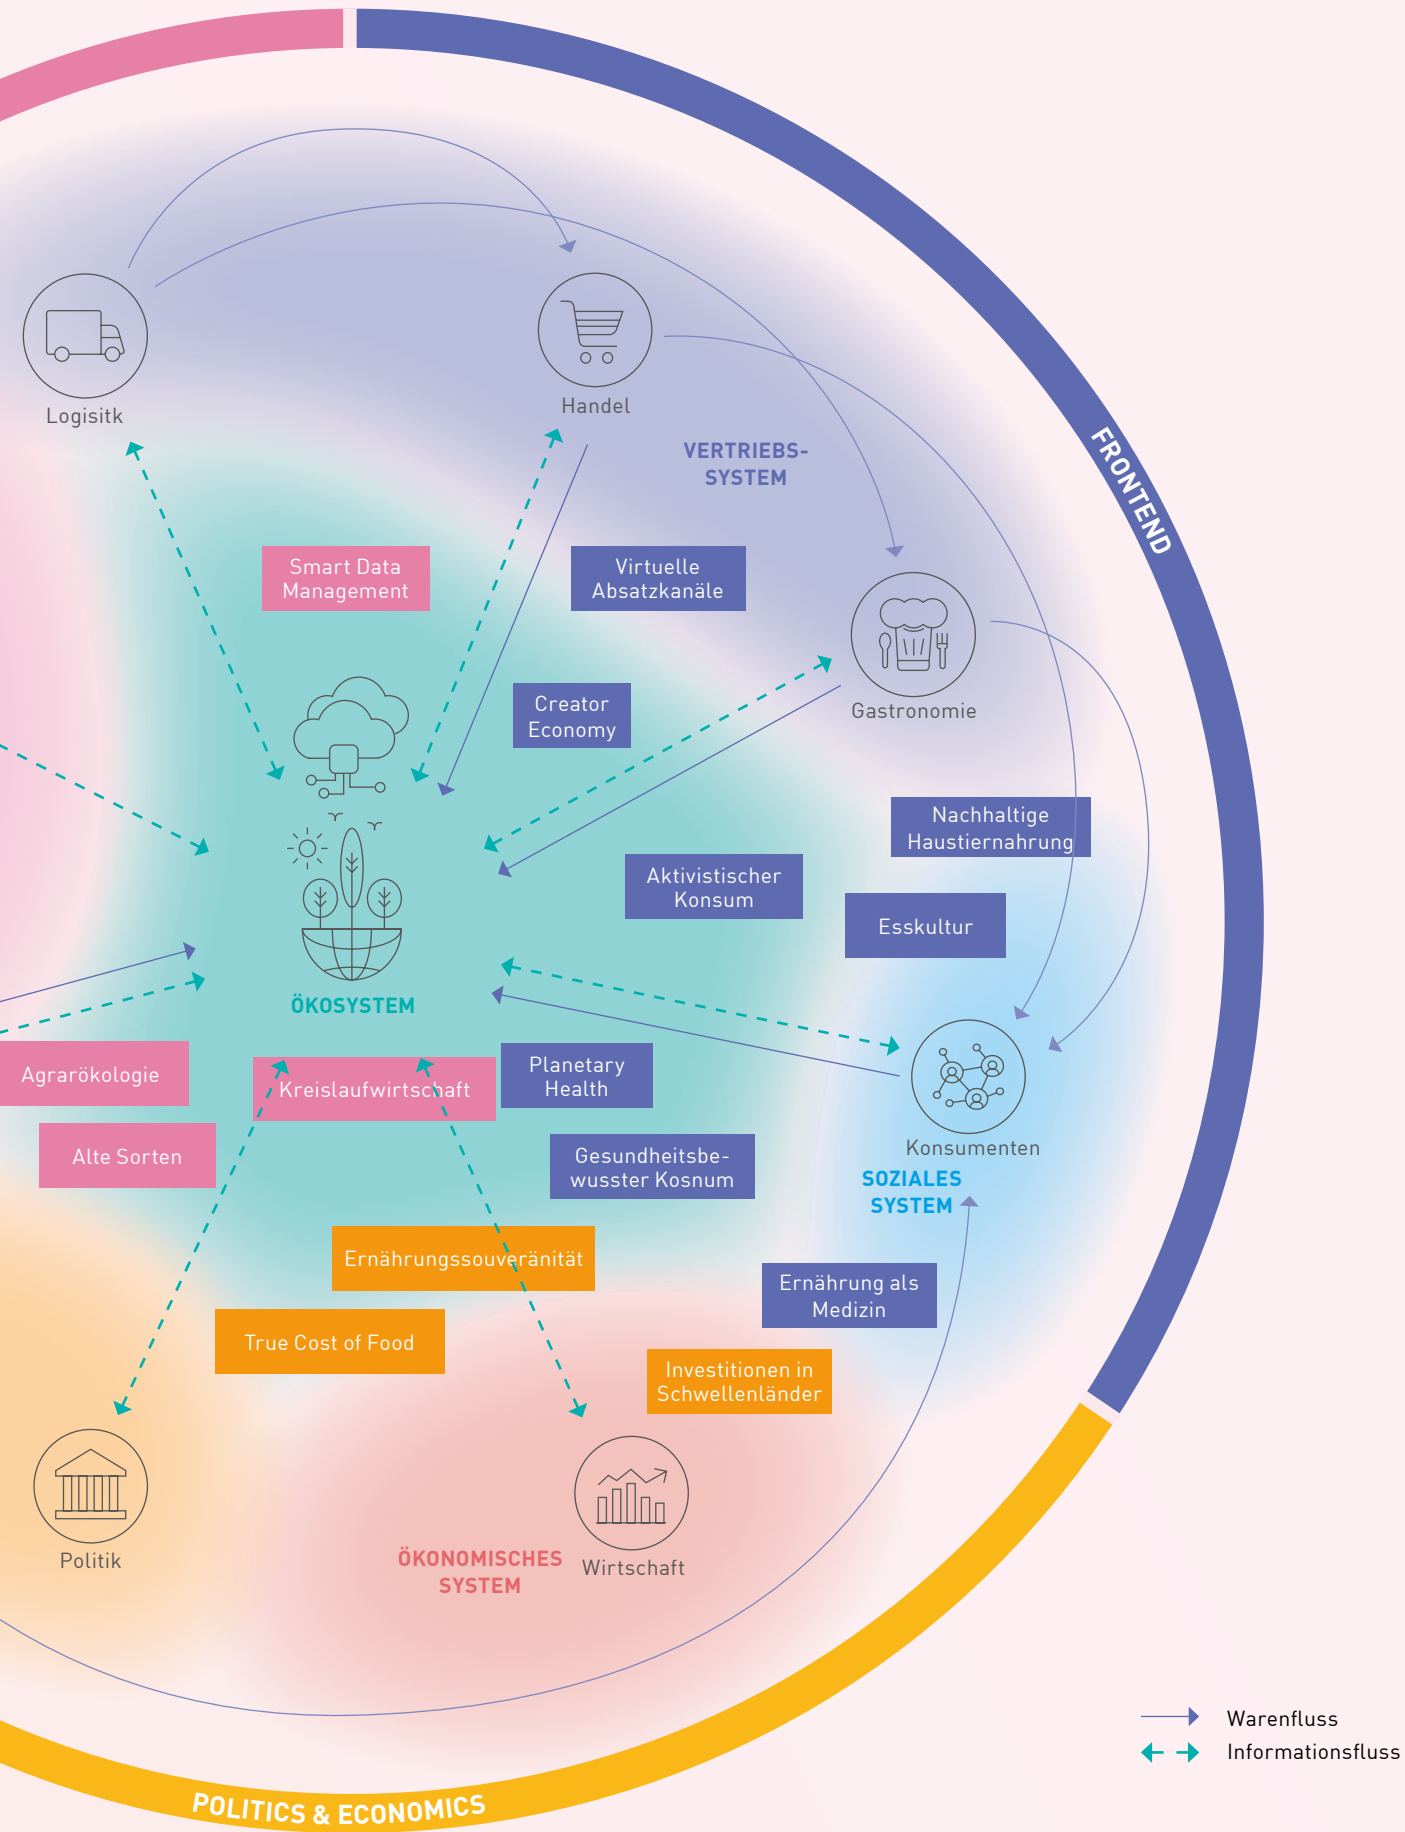 Logisitk
Handel
VERTRIEBS-
SYSTEM
FRONTEND
Smart Data
Management
Virtuelle
Absatzkanäle
Creator
Economy
Gastronomie
Nachhaltige
Haustiernahrung
Aktivistischer
Konsum
Esskultur
ÖKOSYSTEM
Agrarökologie
Kreislaufwirtschaft
Planetary
Health
Alte Sorten
Gesundheitsbe-
wusster Kosnum
Konsumenten
SOZIALES
SYSTEM
Ernährungssouveränität
Ernährung als
Medizin
True Cost of Food
Investitionen in
Schwellenländer
Politik
ÖKONOMISCHES
SYSTEM
Wirtschaft
Warenfluss
Informationsfluss
POLITICS & ECONOMICS